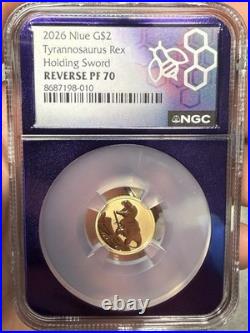 2026 Niue G$2
Tyrannosaurus Rex
Holding Sword
REVERSE PF 70
8687198-010
NGC